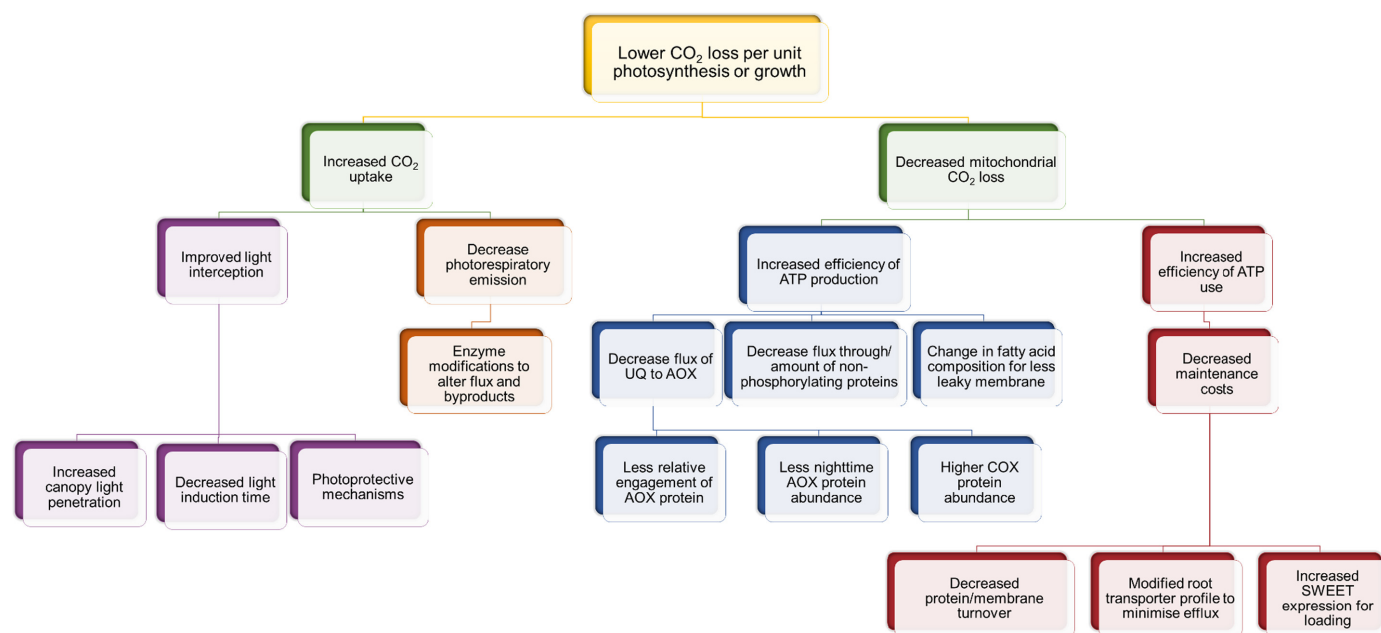 Lower CO₂ loss per unit
photosynthesis or growth
Increased CO₂
uptake
Decreased mitochondrial
CO₂ loss
Improved light
interception
Decrease
photorespiratory
emission
Increased efficiency of
ATP production
Increased
efficiency of ATP
use
Enzyme
modifications to
alter flux and
byproducts
Decrease flux of
UQ to AOX
Decrease flux through/
amount of non-
phosphorylating proteins
Change in fatty acid
composition for less
leaky membrane
Decreased
maintenance
costs
Increased
canopy light
penetration
Decreased light
induction time
Photoprotective
mechanisms
Less relative
engagement of
AOX protein
Less nighttime
AOX protein
abundance
Higher COX
protein
abundance
Decreased
protein/membrane
turnover
Modified root
transporter profile to
minimise efflux
Increased
SWEET
expression for
loading